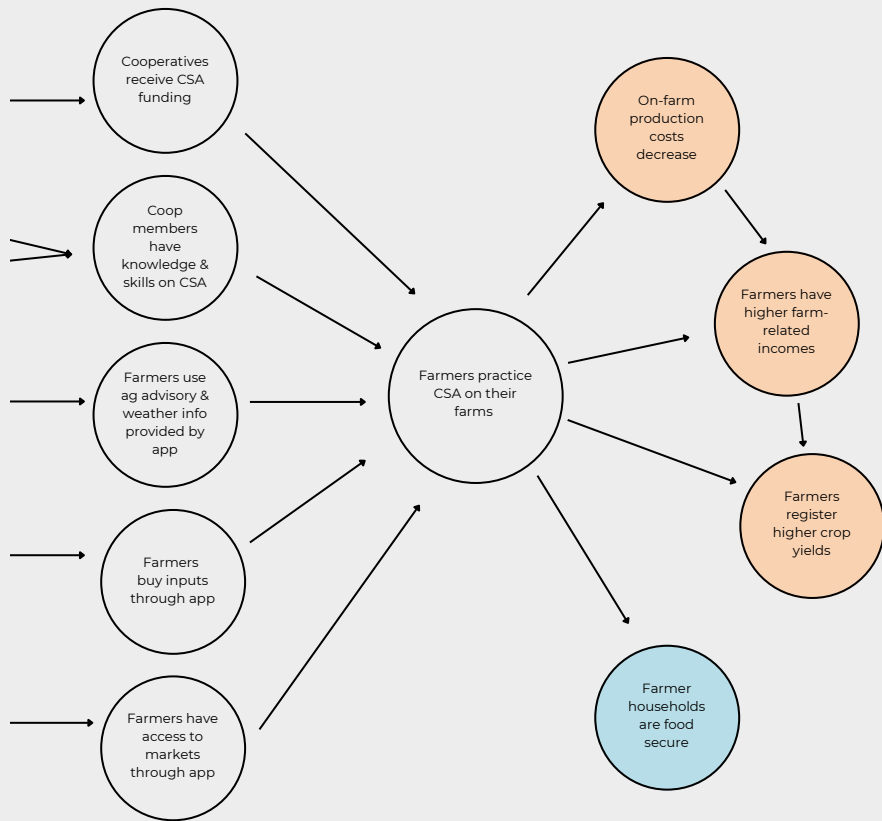 Cooperatives
receive CSA
funding
Coop
members
have
knowledge &
skills on CSA
Farmers use
ag advisory &
weather info
provided by
app
Farmers
buy inputs
through app
Farmers have
access to
markets
through app
Farmers practice
CSA on their
farms
On-farm
production
costs
decrease
Farmers have
higher farm-
related
incomes
Farmers
register
higher crop
yields
Farmer
households
are food
secure